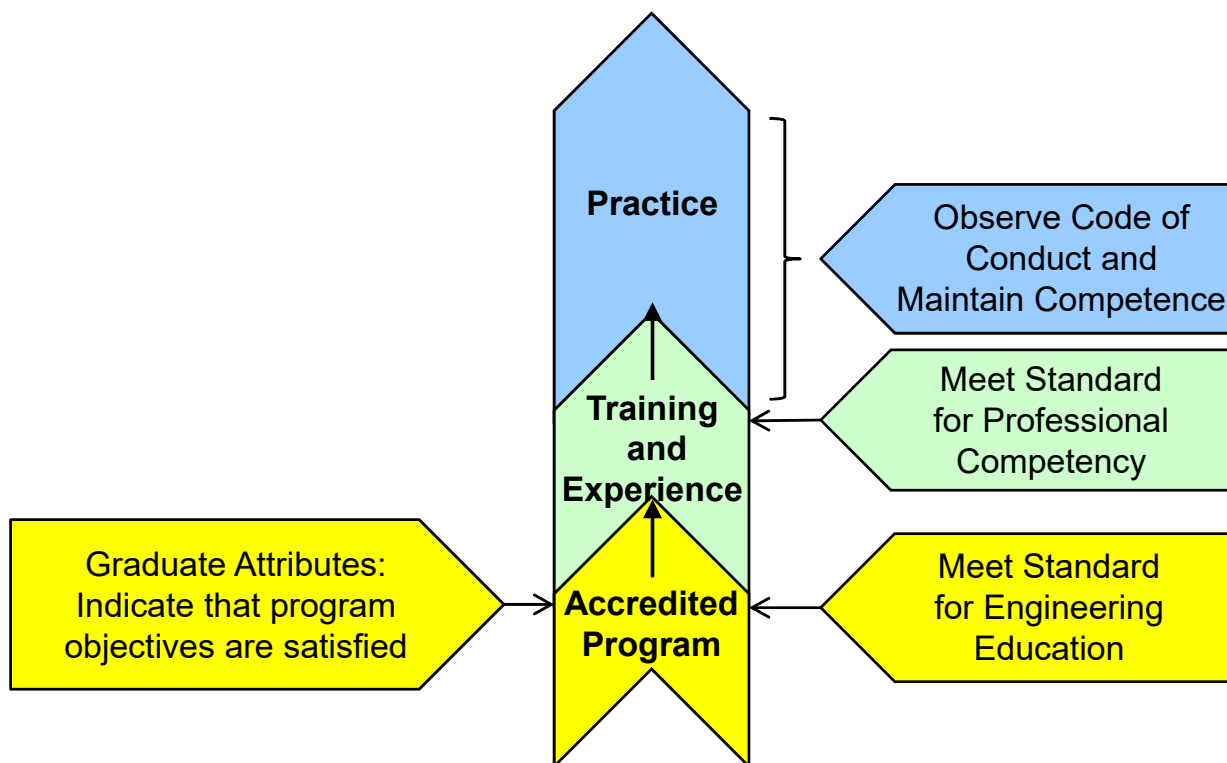 Practice
Observe Code of
Conduct and
Maintain Competence
Training
and
Experience
Meet Standard
for Professional
Competency
Graduate Attributes:
Indicate that program
objectives are satisfied
Accredited
Program
Meet Standard
for Engineering
Education